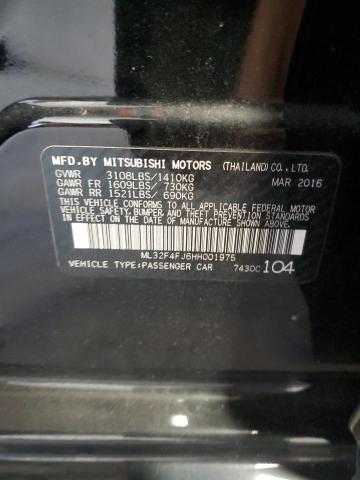 MFD.BY MITSUBISHI MOTORS (THAILAND) CO., LTD.
GVWR 3108LBS/1410KG MAR 2016
GAWR FR 1609LBS/ 730KG
GAWR RR 1521LBS/ 690KG
THIS VEHICLE CONFORMS TO ALL APPLICABLE FEDERAL MOTOR
VEHICLE SAFETY, BUMPER, AND THEFT PREVENTION STANDARDS
IN EFFECT ON THE DATE OF MANUFACTURE SHOWN ABOVE.
ML32F4FJ6HH001975
VEHICLE TYPE:PASSENGER CAR 7430C 104